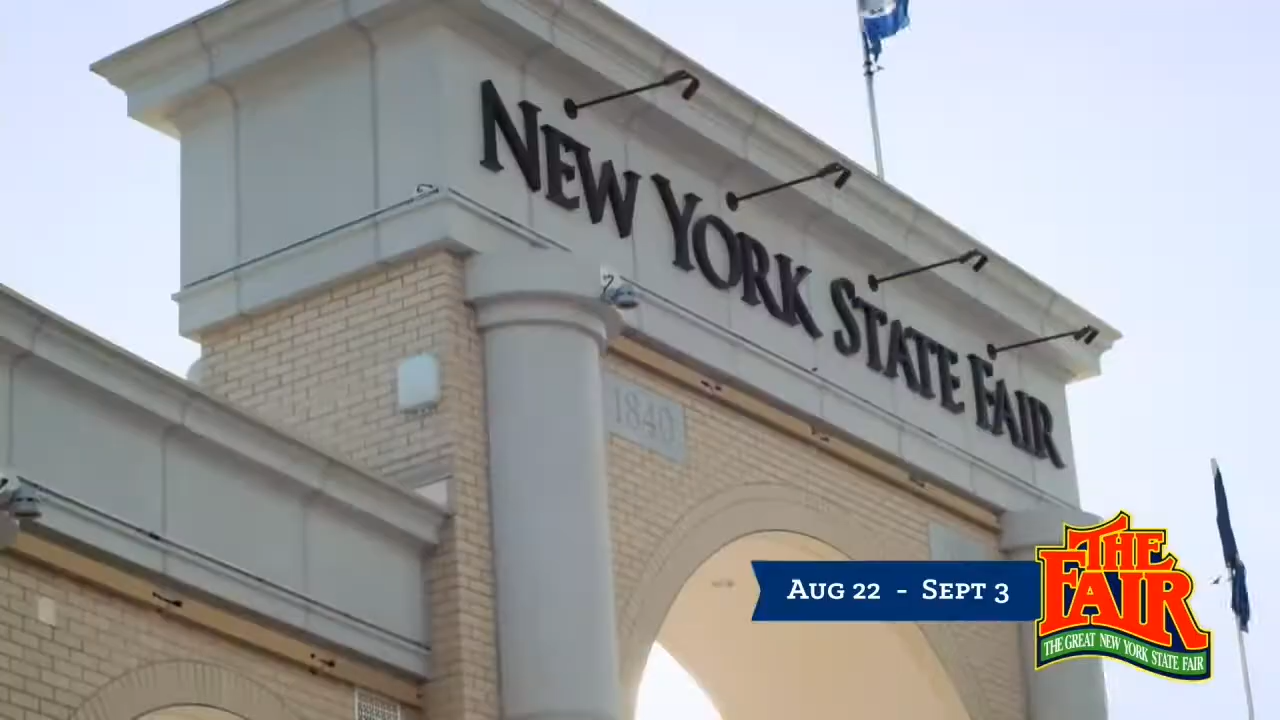 NEW YORK STATE FAIR
1840
AUG 22 - SEPT 3
THE
FAIR
THE GREAT NEW YORK STATE FAIR